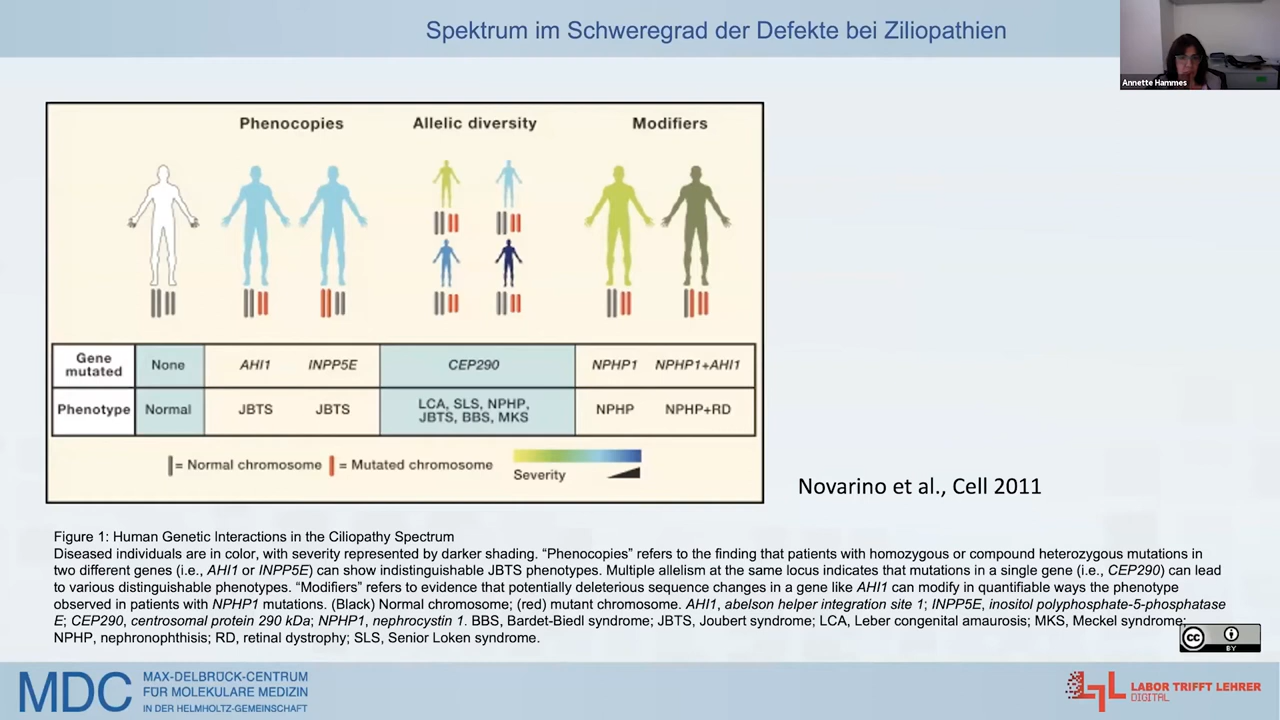 Spektrum im Schweregrad der Defekte bei Ziliopathien
Annette Hammes
Phenocopies Allelic diversity Modifiers
Gene mutated None AHI1 INPP5E CEP290 NPHP1 NPHP1+AHI1
Phenotype Normal JBTS JBTS LCA, SLS, NPHP, JBTS, BBS, MKS NPHP NPHP+RD
= Normal chromosome = Mutated chromosome Severity
Novarino et al., Cell 2011
Figure 1: Human Genetic Interactions in the Ciliopathy Spectrum
Diseased individuals are in color, with severity represented by darker shading. “Phenocopies” refers to the finding that patients with homozygous or compound heterozygous mutations in
two different genes (i.e., AHI1 or INPP5E) can show indistinguishable JBTS phenotypes. Multiple allelism at the same locus indicates that mutations in a single gene (i.e., CEP290) can lead
to various distinguishable phenotypes. “Modifiers” refers to evidence that potentially deleterious sequence changes in a gene like AHI1 can modify in quantifiable ways the phenotype
observed in patients with NPHP1 mutations. (Black) Normal chromosome; (red) mutant chromosome. AHI1, abelson helper integration site 1; INPP5E, inositol polyphosphate-5-phosphatase
E; CEP290, centrosomal protein 290 kDa; NPHP1, nephrocystin 1. BBS, Bardet-Biedl syndrome; JBTS, Joubert syndrome; LCA, Leber congenital amaurosis; MKS, Meckel syndrome;
NPHP, nephronophthisis; RD, retinal dystrophy; SLS, Senior Loken syndrome.
cc BY
MDC MAX-DELBRÜCK-CENTRUM
FÜR MOLEKULARE MEDIZIN
IN DER HELMHOLTZ-GEMEINSCHAFT
LABOR TRIFFT LEHRER
DIGITAL